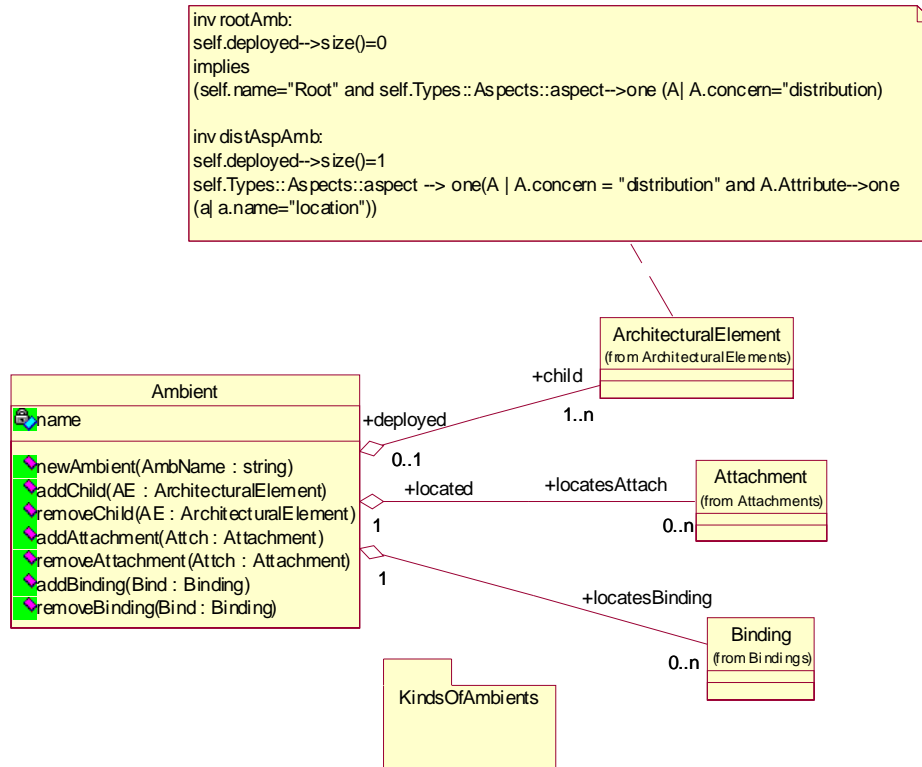 inv rootAmb:
self.deployed-->size()=0
implies
(self.name="Root" and self.Types::Aspects::aspect-->one (A| A.concern="distribution)
inv distAspAmb:
self.deployed-->size()=1
self.Types::Aspects::aspect --> one(A | A.concern = "distribution" and A.Attribute-->one
(a| a.name="location"))
ArchitecturalElement
(from ArchitecturalElements)
+child
1..n
Ambient
name
newAmbient(AmbName : string)
addChild(AE : ArchitecturalElement)
removeChild(AE : ArchitecturalElement)
addAttachment(Attch : Attachment)
removeAttachment(Attch : Attachment)
addBinding(Bind : Binding)
removeBinding(Bind : Binding)
+deployed
0..1
+located
1
+locatesAttach
0..n
Attachment
(from Attachments)
1
+locatesBinding
0..n
Binding
(from Bindings)
KindsOfAmbients